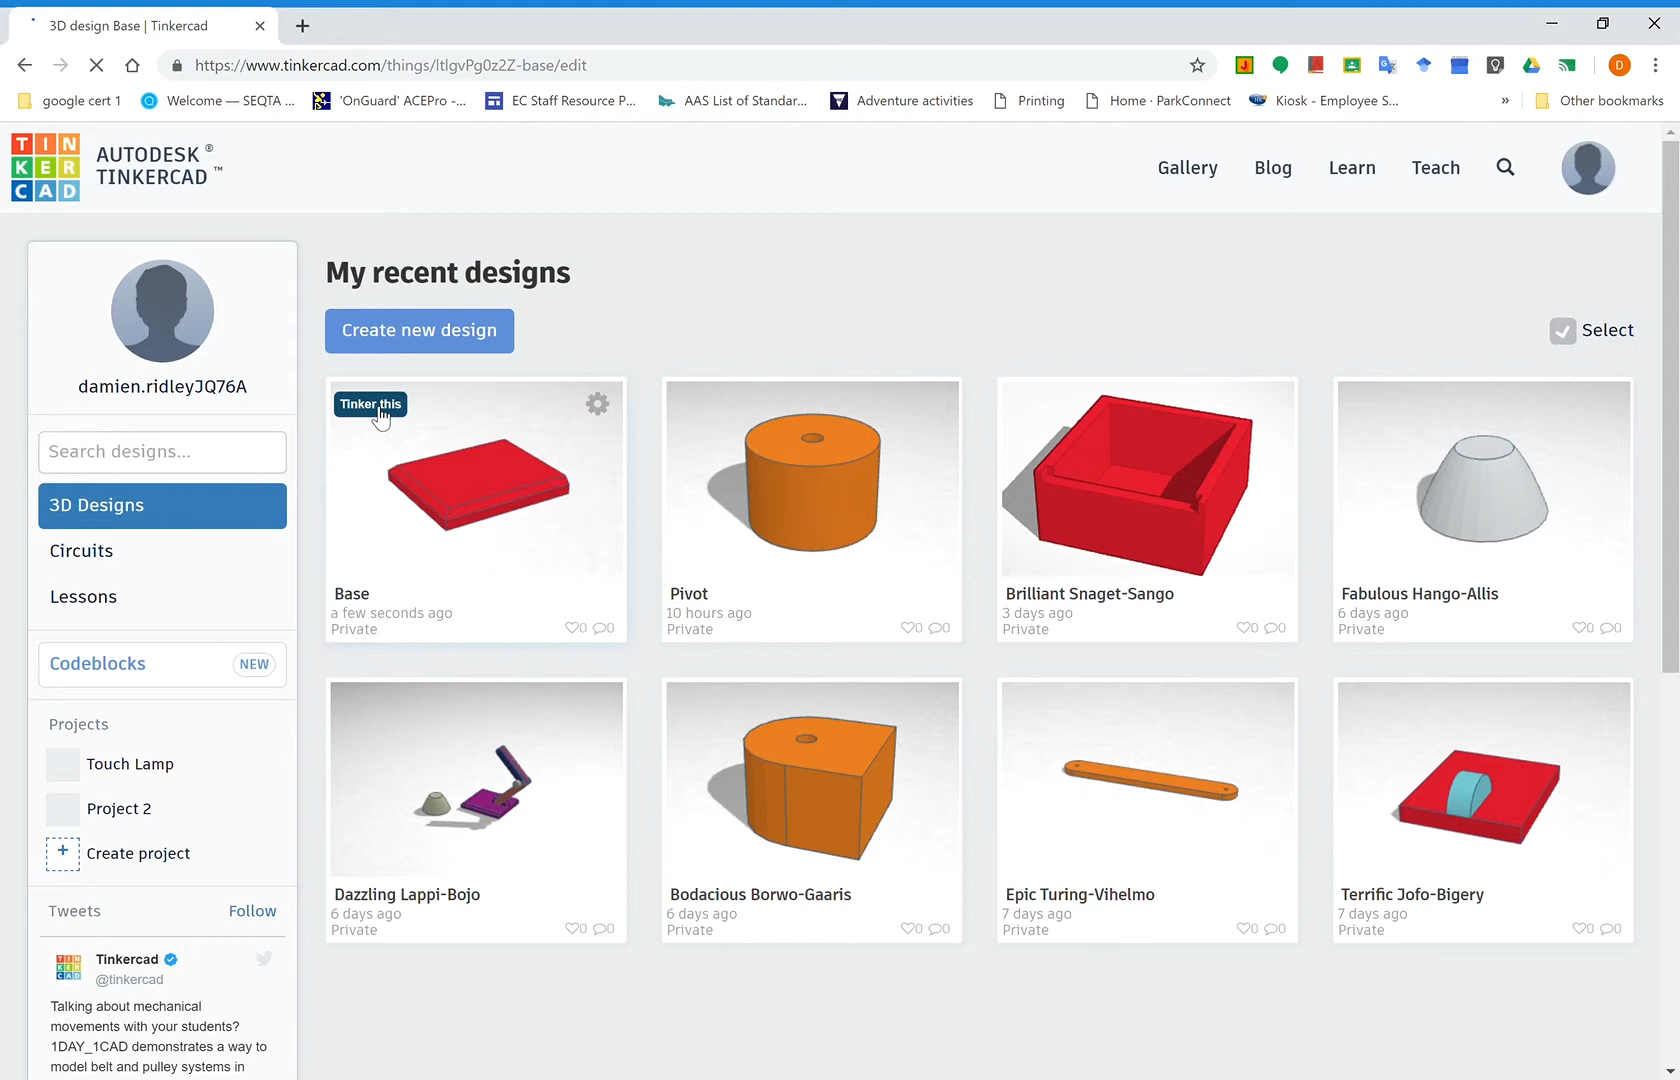 3D design Base | Tinkercad
https://www.tinkercad.com/things/ltlgvPg0z2Z-base/edit
D
google cert 1
Welcome — SEQTA ...
'OnGuard' ACEPro -...
EC Staff Resource P...
AAS List of Standar...
Adventure activities
Printing
Home · ParkConnect
Kiosk - Employee S...
»
Other bookmarks
TIN
KER
CAD
AUTODESK ®
TINKERCAD ™
Gallery
Blog
Learn
Teach
damien.ridleyJQ76A
Search designs...
3D Designs
Circuits
Lessons
Codeblocks
NEW
Projects
Touch Lamp
Project 2
+ Create project
Tweets
Follow
Tinkercad
@tinkercad
Talking about mechanical
movements with your students?
1DAY_1CAD demonstrates a way to
model belt and pulley systems in
My recent designs
Create new design
Select
Tinker this
Base
a few seconds ago
Private
0 0
Pivot
10 hours ago
Private
0 0
Brilliant Snaget-Sango
3 days ago
Private
0 0
Fabulous Hango-Allis
6 days ago
Private
0 0
Dazzling Lappi-Bojo
6 days ago
Private
0 0
Bodacious Borwo-Gaaris
6 days ago
Private
0 0
Epic Turing-Vihelmo
7 days ago
Private
0 0
Terrific Jofo-Bigery
7 days ago
Private
0 0